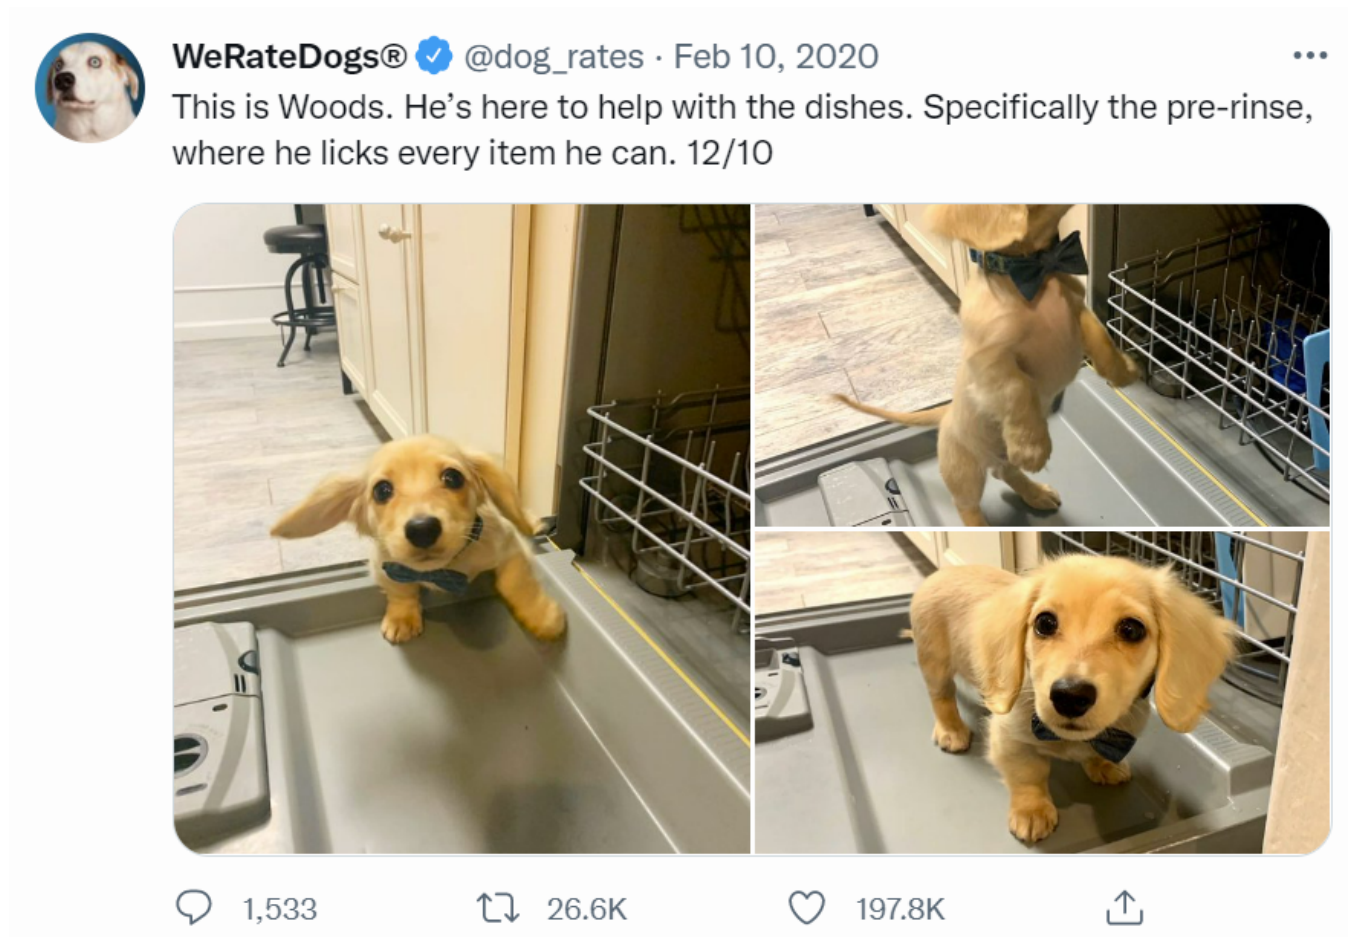 WeRateDogs® @dog_rates · Feb 10, 2020
This is Woods. He’s here to help with the dishes. Specifically the pre-rinse,
where he licks every item he can. 12/10
1,533 26.6K 197.8K